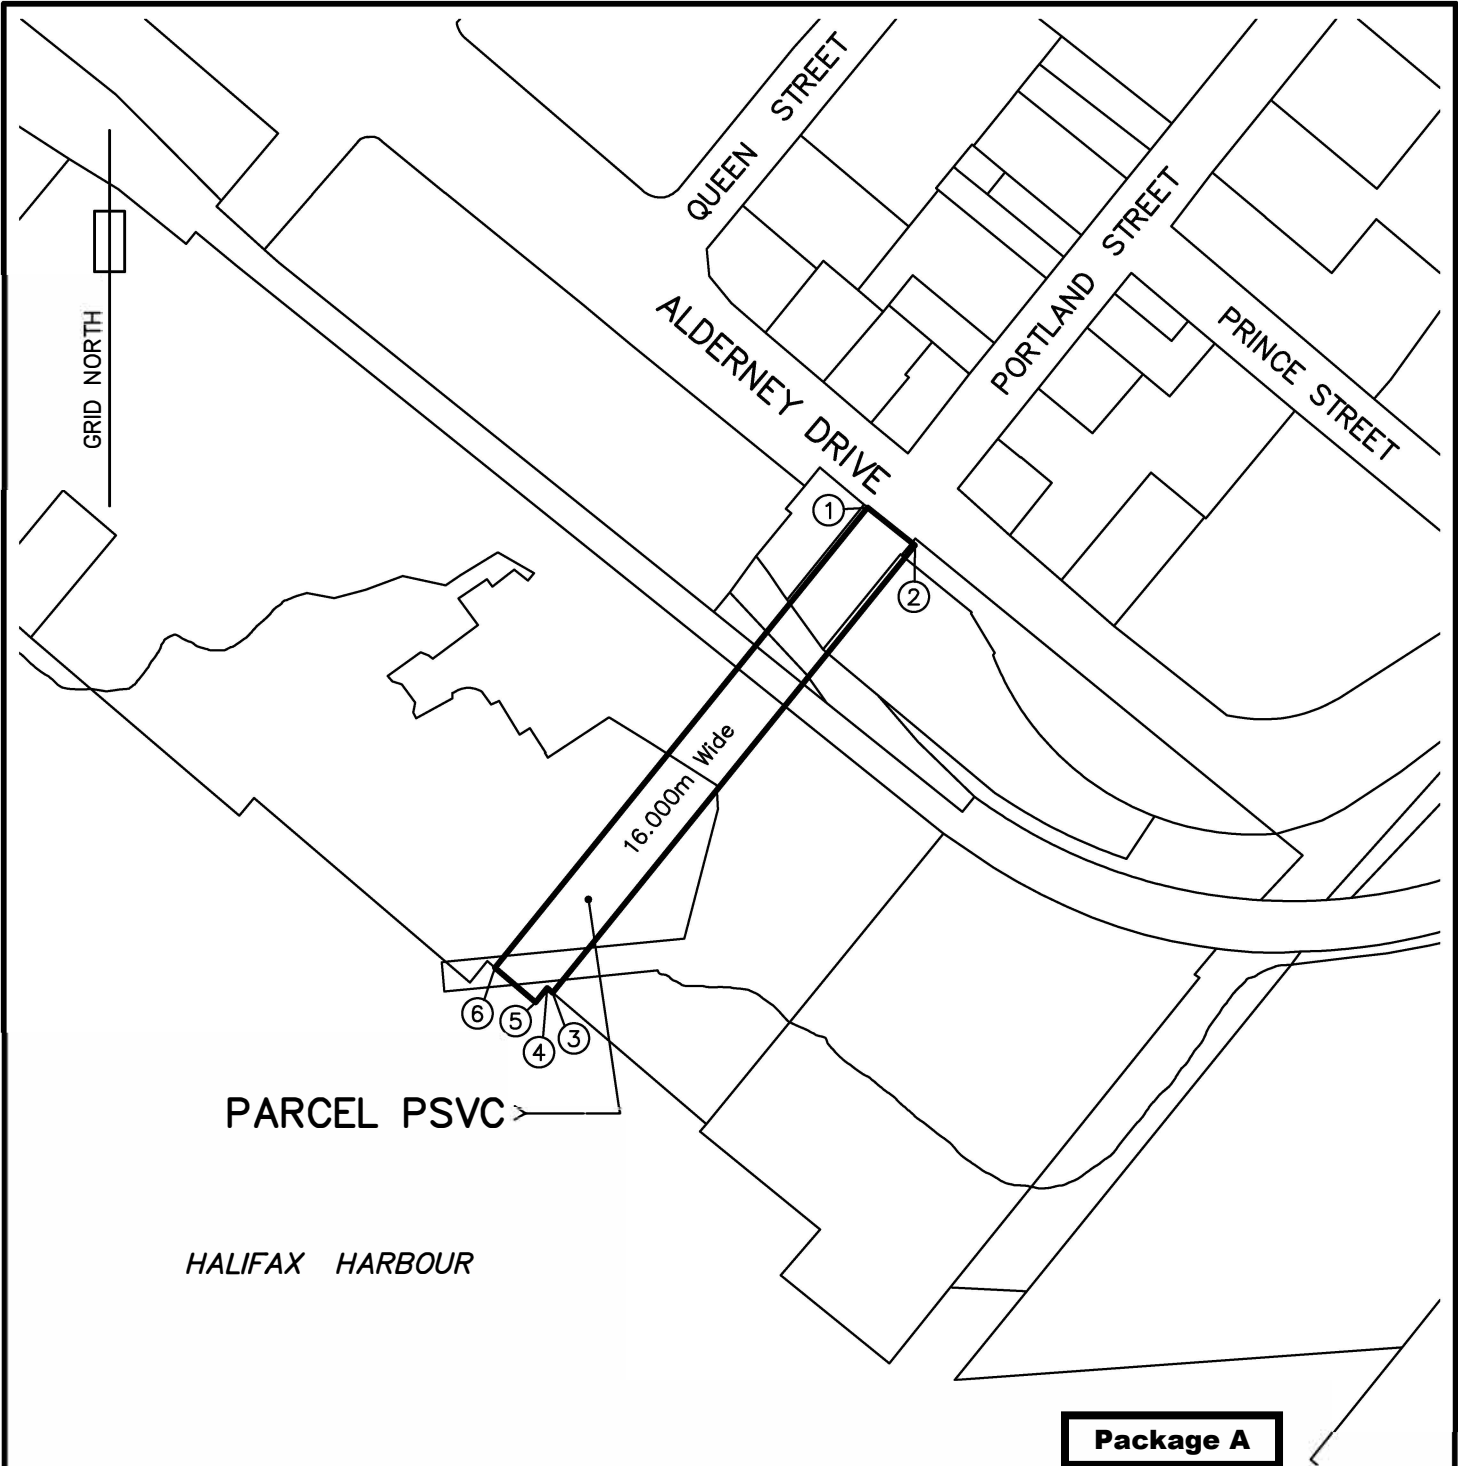 QUEEN STREET
PORTLAND STREET
PRINCE STREET
ALDERNEY DRIVE
GRID NORTH
1
2
16.000m Wide
6
5
4
3
PARCEL PSVC
HALIFAX HARBOUR
Package A